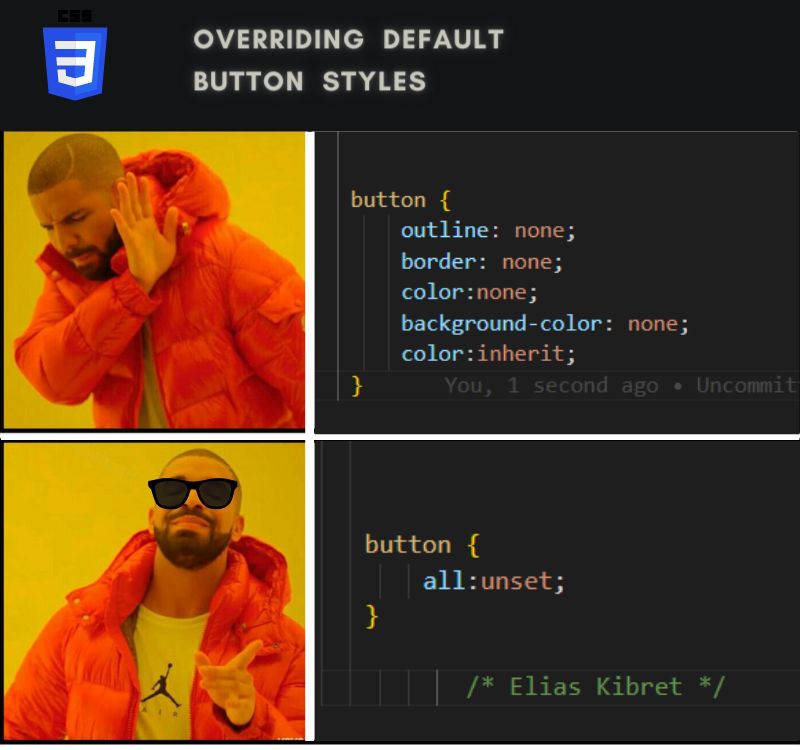 CSS
OVERRIDING DEFAULT
BUTTON STYLES
button {
outline: none;
border: none;
color:none;
background-color: none;
color:inherit;
}
You, 1 second ago • Uncommit
button {
all:unset;
}
/* Elias Kibret */
AIR